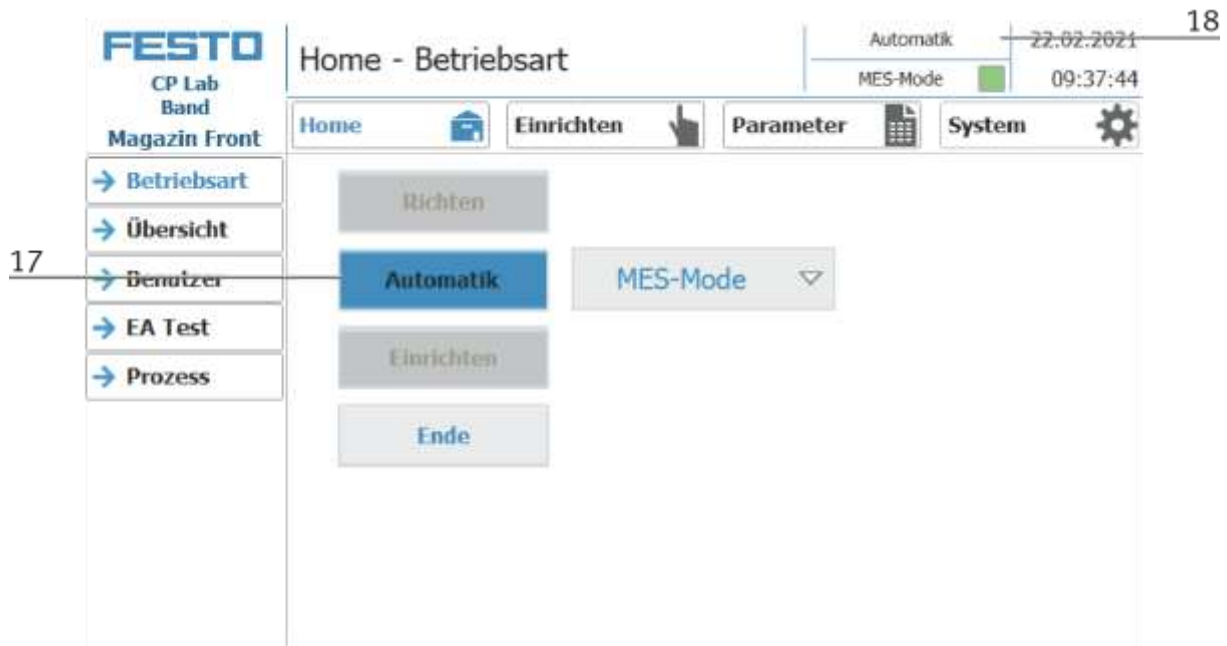 18
FESTO
CP Lab
Band
Magazin Front
Home - Betriebsart
Automatik
22.02.2021
MES-Mode
09:37:44
Home
Einrichten
Parameter
System
Betriebsart
Übersicht
Benutzer
EA Test
Prozess
17
Richten
Automatik
MES-Mode
Einrichten
Ende